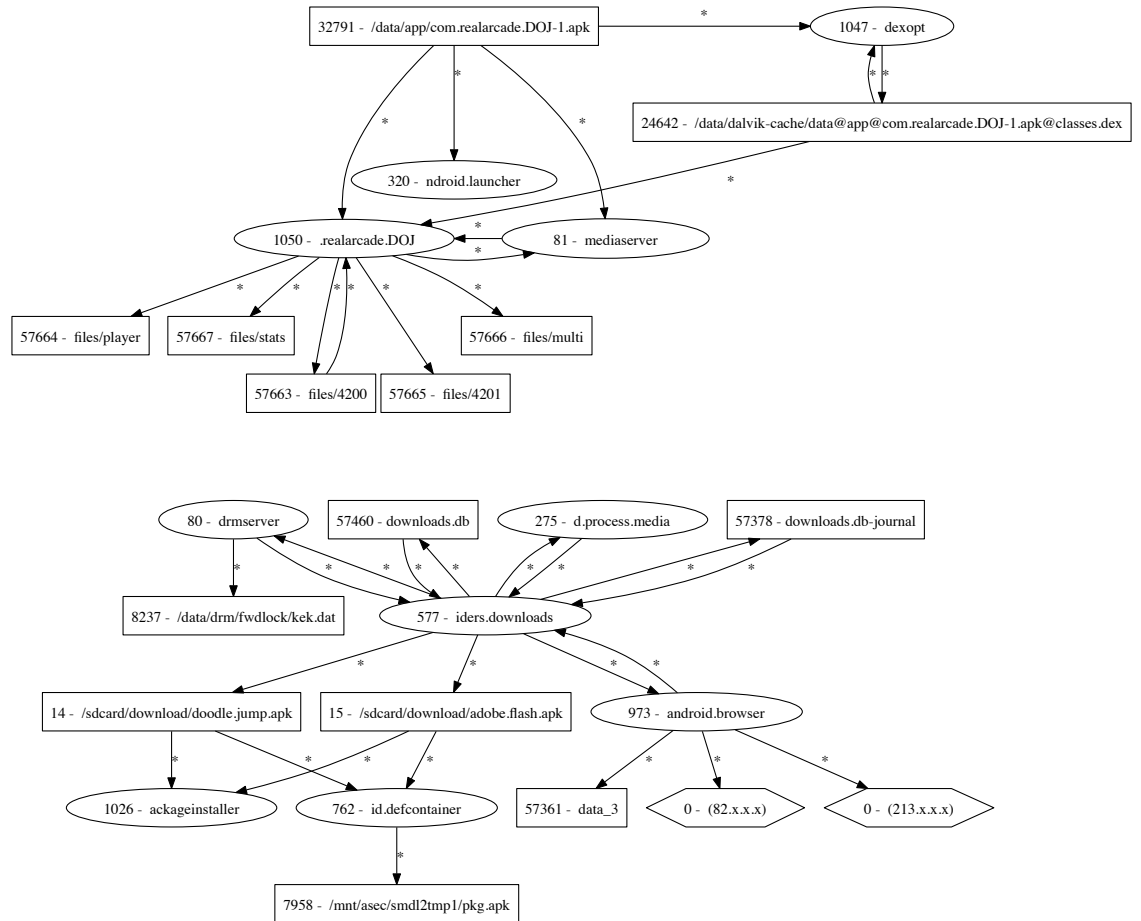 *
32791 - /data/app/com.realarcade.DOJ-1.apk
1047 - dexopt
*
* *
*
*
24642 - /data/dalvik-cache/data@app@com.realarcade.DOJ-1.apk@classes.dex
320 - ndroid.launcher
*
1050 - .realarcade.DOJ
*
*
81 - mediaserver
* * * * * *
57664 - files/player
57667 - files/stats
57666 - files/multi
57663 - files/4200
57665 - files/4201
80 - drmserver
57460 - downloads.db
275 - d.process.media
57378 - downloads.db-journal
* * * * * * * * * *
8237 - /data/drm/fwdlock/kek.dat
577 - iders.downloads
* * * *
14 - /sdcard/download/doodle.jump.apk
15 - /sdcard/download/adobe.flash.apk
973 - android.browser
* * * * * * *
1026 - ackageinstaller
762 - id.defcontainer
57361 - data_3
0 - (82.x.x.x)
0 - (213.x.x.x)
*
7958 - /mnt/asec/smdl2tmp1/pkg.apk